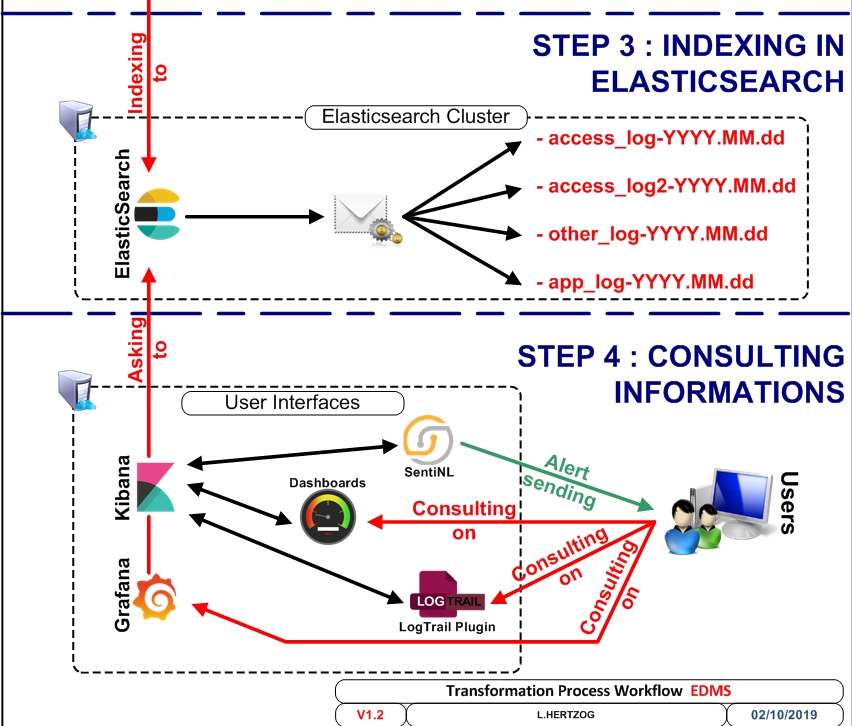 Indexing
to
STEP 3 : INDEXING IN
ELASTICSEARCH
Elasticsearch Cluster
ElasticSearch
- access_log-YYYY.MM.dd
- access_log2-YYYY.MM.dd
- other_log-YYYY.MM.dd
- app_log-YYYY.MM.dd
Asking
to
STEP 4 : CONSULTING
INFORMATIONS
User Interfaces
Kibana
Grafana
SentiNL
Dashboards
LOGTRAIL
LogTrail Plugin
Alert
sending
Consulting
on
Consulting
on
Consulting
on
Users
Transformation Process Workflow EDMS
V1.2
L.HERTZOG
02/10/2019